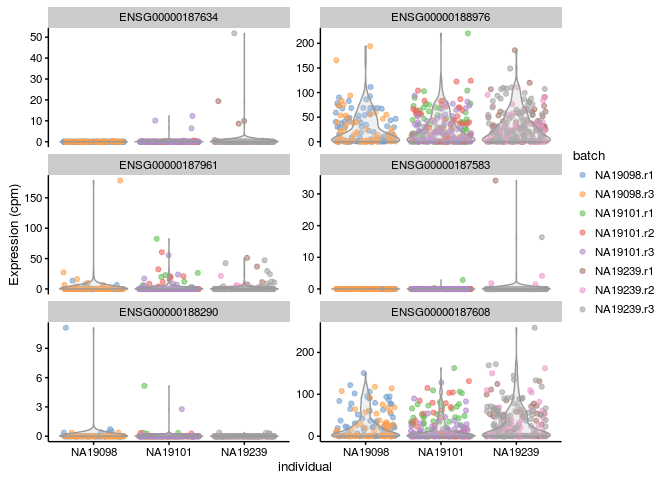 ENSG00000187634
ENSG00000188976
50
40
30
20
10
0
200
150
100
50
0
ENSG00000187961
ENSG00000187583
150
100
50
0
30
20
10
0
ENSG00000188290
ENSG00000187608
9
6
3
0
200
100
0
NA19098 NA19101 NA19239
NA19098 NA19101 NA19239
individual
Expression (cpm)
batch
NA19098.r1
NA19098.r3
NA19101.r1
NA19101.r2
NA19101.r3
NA19239.r1
NA19239.r2
NA19239.r3